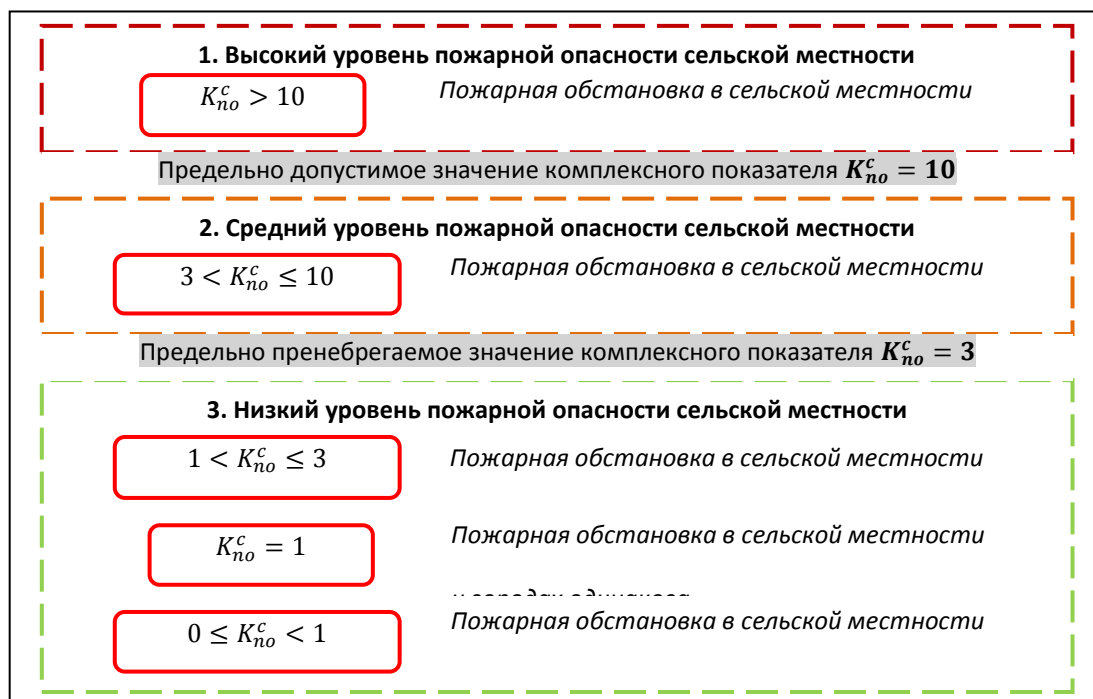 1. Высокий уровень пожарной опасности сельской местности
K_{по}^{с} > 10 Пожарная обстановка в сельской местности
Предельно допустимое значение комплексного показателя K_{по}^{с} = 10
2. Средний уровень пожарной опасности сельской местности
3 < K_{по}^{с} ≤ 10 Пожарная обстановка в сельской местности
Предельно пренебрегаемое значение комплексного показателя K_{по}^{с} = 3
3. Низкий уровень пожарной опасности сельской местности
1 < K_{по}^{с} ≤ 3 Пожарная обстановка в сельской местности
K_{по}^{с} = 1 Пожарная обстановка в сельской местности
0 ≤ K_{по}^{с} < 1 Пожарная обстановка в сельской местности